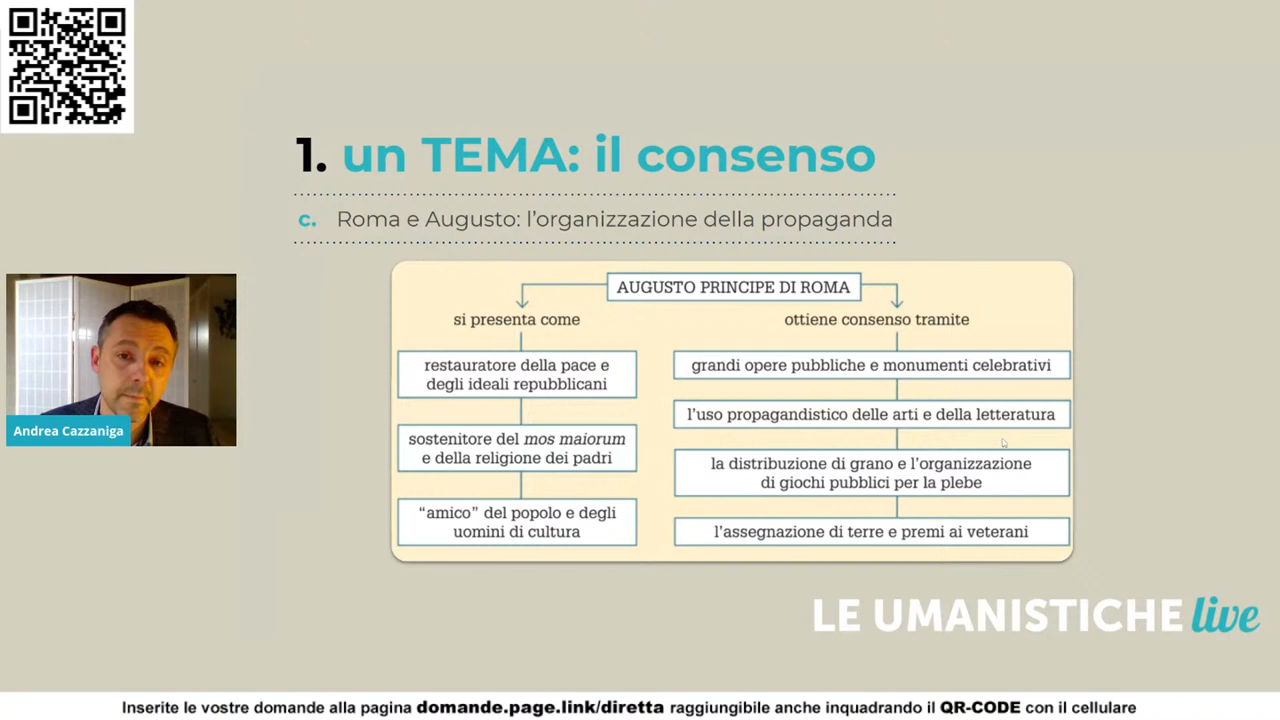 1. un TEMA: il consenso
c. Roma e Augusto: l’organizzazione della propaganda
AUGUSTO PRINCIPE DI ROMA
si presenta come
restauratore della pace e
degli ideali repubblicani
sostenitore del mos maiorum
e della religione dei padri
“amico” del popolo e degli
uomini di cultura
ottiene consenso tramite
grandi opere pubbliche e monumenti celebrativi
l’uso propagandistico delle arti e della letteratura
la distribuzione di grano e l’organizzazione
di giochi pubblici per la plebe
l’assegnazione di terre e premi ai veterani
Andrea Cazzaniga
LE UMANISTICHE live
Inserite le vostre domande alla pagina domande.page.link/diretta raggiungibile anche inquadrando il QR-CODE con il cellulare